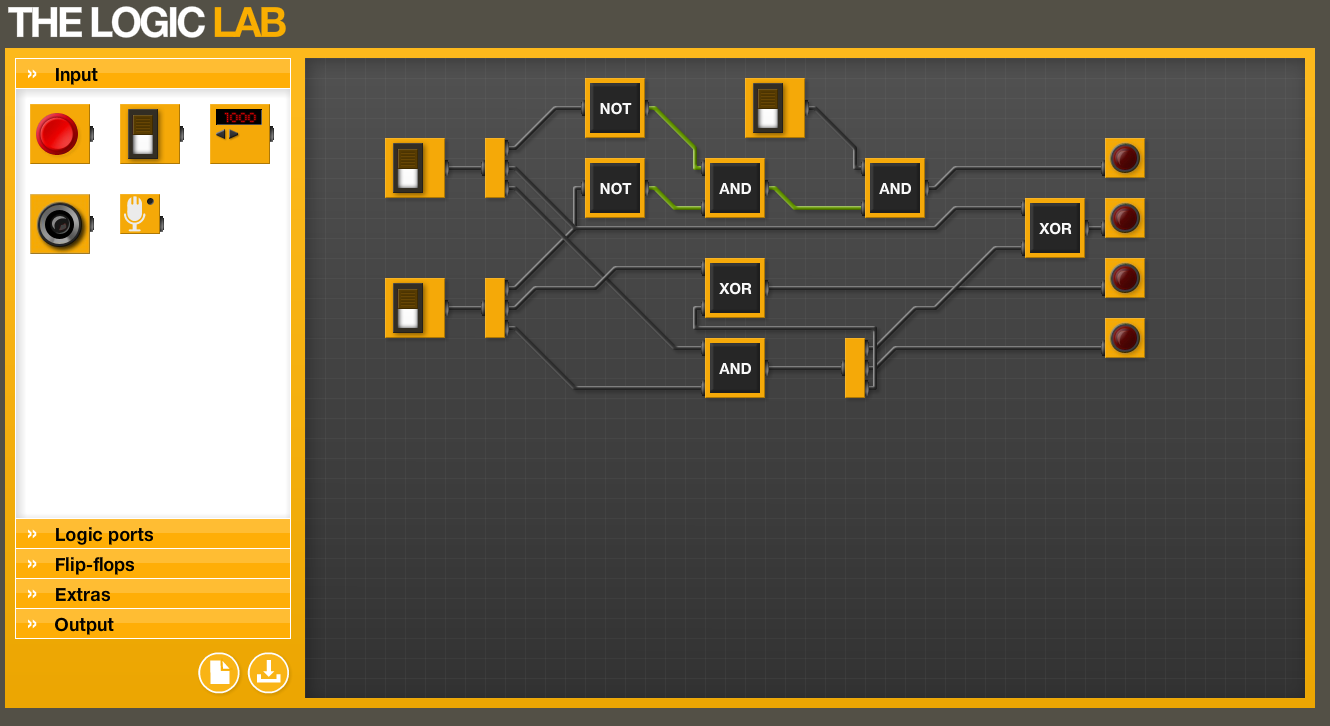 THE LOGIC LAB
Input
1000
Logic ports
Flip-flops
Extras
Output
NOT
NOT
AND
AND
XOR
XOR
AND